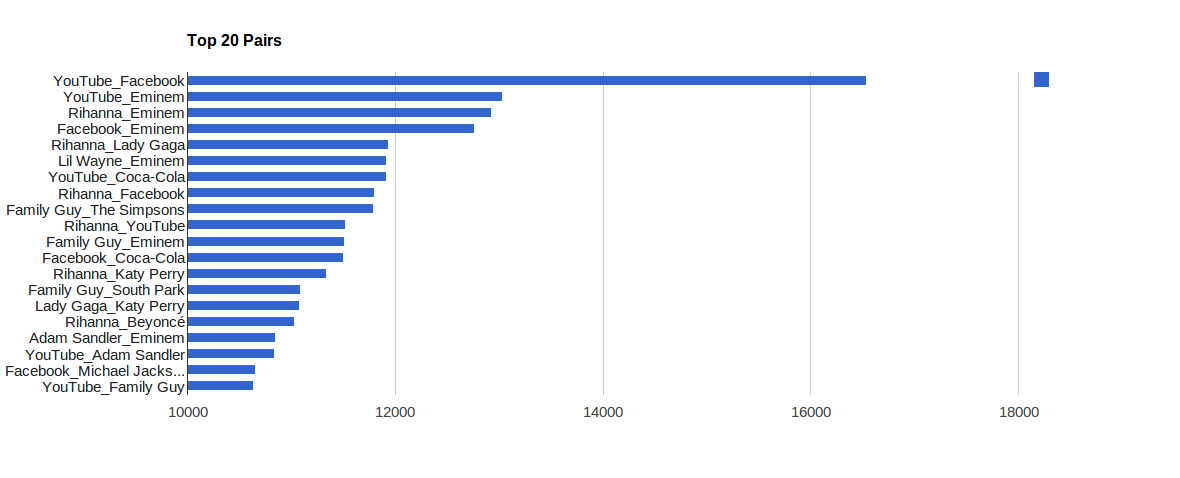 Top 20 Pairs
YouTube_Facebook
YouTube_Eminem
Rihanna_Eminem
Facebook_Eminem
Rihanna_Lady Gaga
Lil Wayne_Eminem
YouTube_Coca-Cola
Rihanna_Facebook
Family Guy_The Simpsons
Rihanna_YouTube
Family Guy_Eminem
Facebook_Coca-Cola
Rihanna_Katy Perry
Family Guy_South Park
Lady Gaga_Katy Perry
Rihanna_Beyoncé
Adam Sandler_Eminem
YouTube_Adam Sandler
Facebook_Michael Jacks...
YouTube_Family Guy
10000 12000 14000 16000 18000